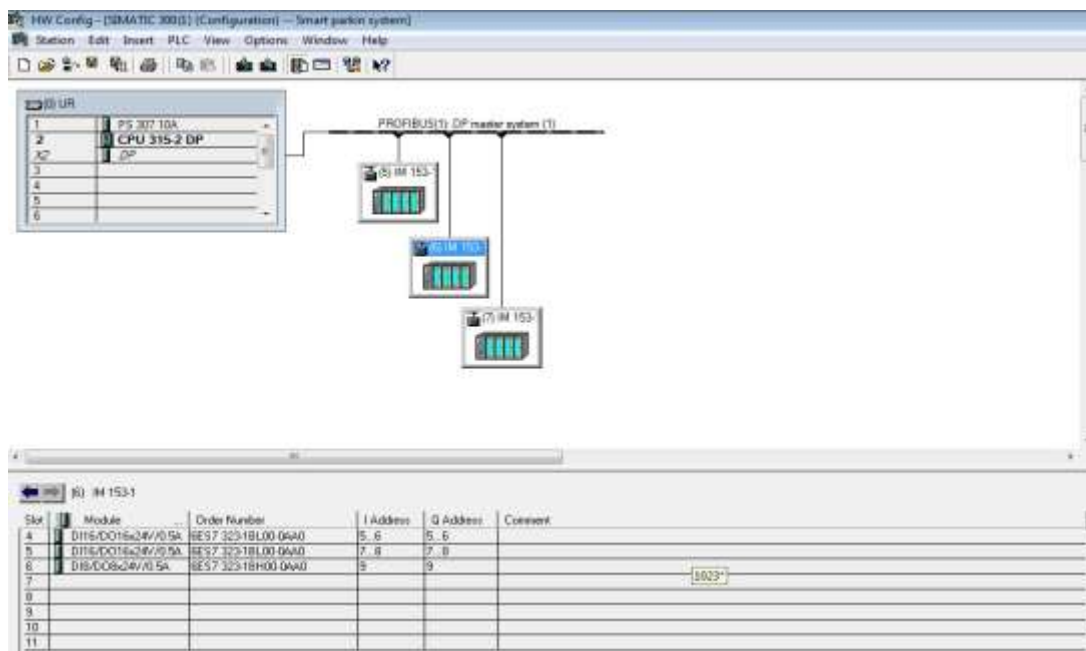 HW Config - [SIMATIC 300(1) (Configuration) -- Smart parkin system]
Station Edit Insert PLC View Options Window Help
(0) UR
1 PS 307 10A
2 CPU 315-2 DP
X2 DP
3
4
5
6
PROFIBUS(1): DP master system (1)
(5) IM 153-1
(6) IM 153-
(7) IM 153-
(6) IM 153-1
Slot Module ... Order Number I Address Q Address Comment
4 DI16/DO16x24V/0.5A 6ES7 323-1BL00-0AA0 5..6 5..6
5 DI16/DO16x24V/0.5A 6ES7 323-1BL00-0AA0 7..8 7..8
6 DI8/DO8x24V/0.5A 6ES7 323-1BH00-0AA0 9 9
7
1023*
8
9
10
11